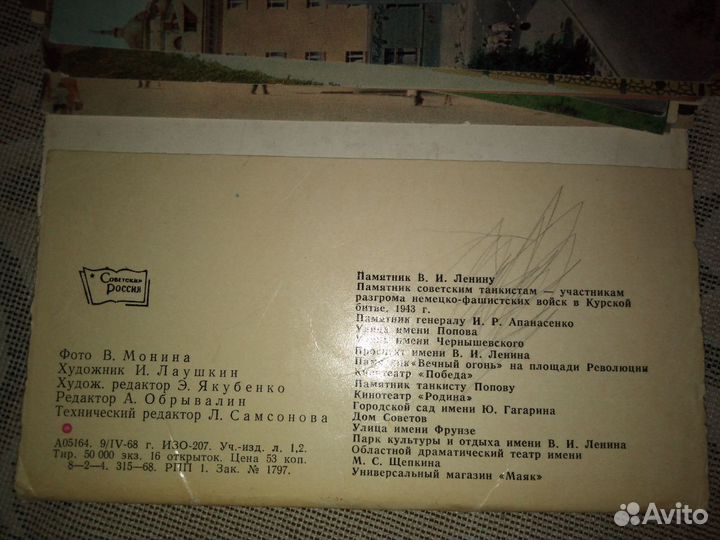 Советская
Россия
Фото В. Монина
Художник И. Лаушкин
Худож. редактор Э. Якубенко
Редактор А. Обрывалин
Технический редактор Л. Самсонова
А05164. 9/IV-68 г. ИЗО-207. Уч.-изд. л. 1,2.
Тир. 50 000 экз. 16 открыток. Цена 53 коп.
8—2—4. 315—68. РПП 1. Зак. № 1797.
Памятник В. И. Ленину
Памятник советским танкистам — участникам
разгрома немецко-фашистских войск в Курской
битве. 1943 г.
Памятник генералу И. Р. Апанасенко
Улица имени Попова
Улица имени Чернышевского
Проспект имени В. И. Ленина
Памятник «Вечный огонь» на площади Революции
Кинотеатр «Победа»
Памятник танкисту Попову
Кинотеатр «Родина»
Городской сад имени Ю. Гагарина
Дом Советов
Улица имени Фрунзе
Парк культуры и отдыха имени В. И. Ленина
Областной драматический театр имени
М. С. Щепкина
Универсальный магазин «Маяк»
Avito